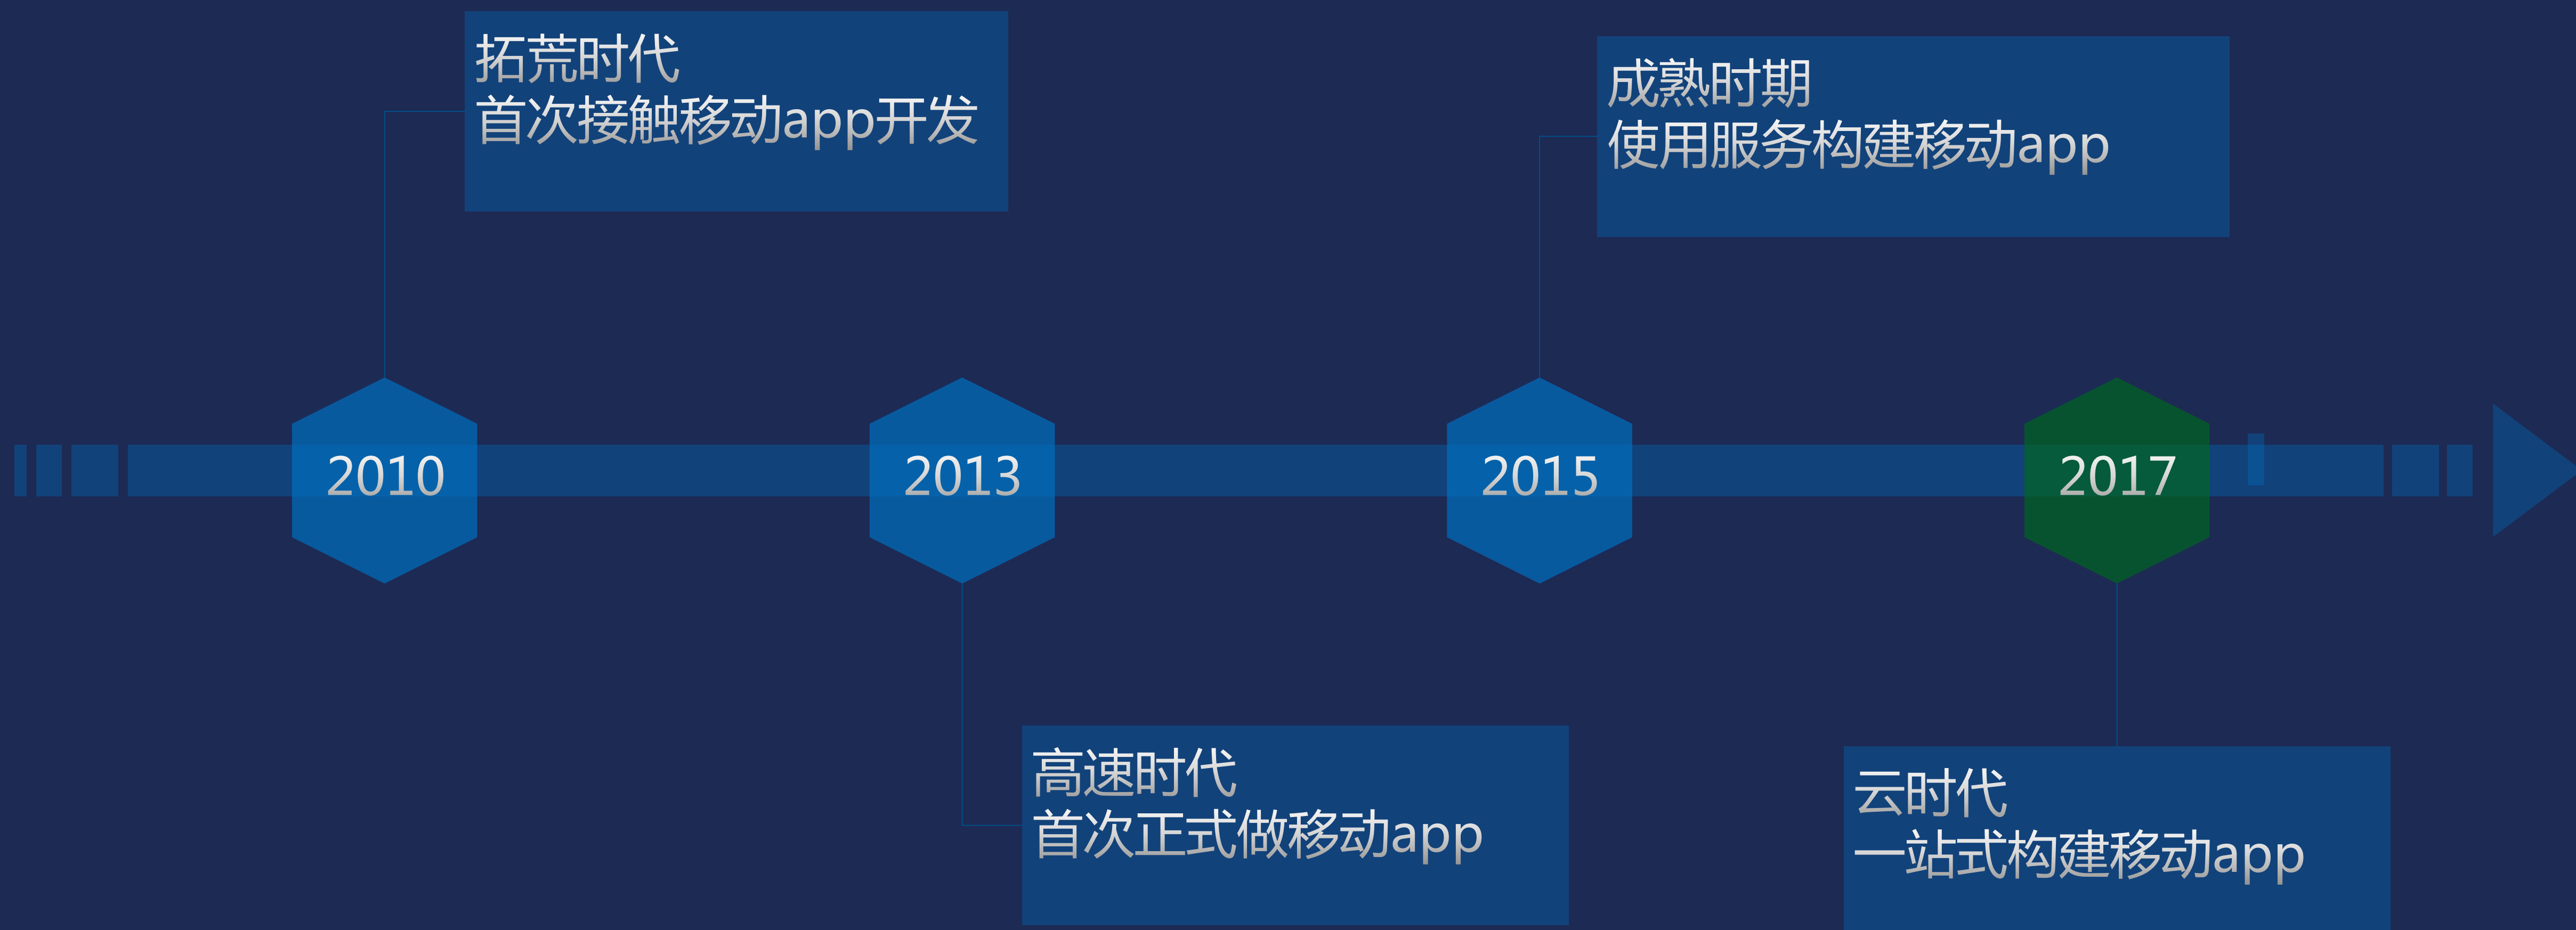 拓荒时代
首次接触移动app开发
成熟时期
使用服务构建移动app
2010
2013
2015
2017
高速时代
首次正式做移动app
云时代
一站式构建移动app